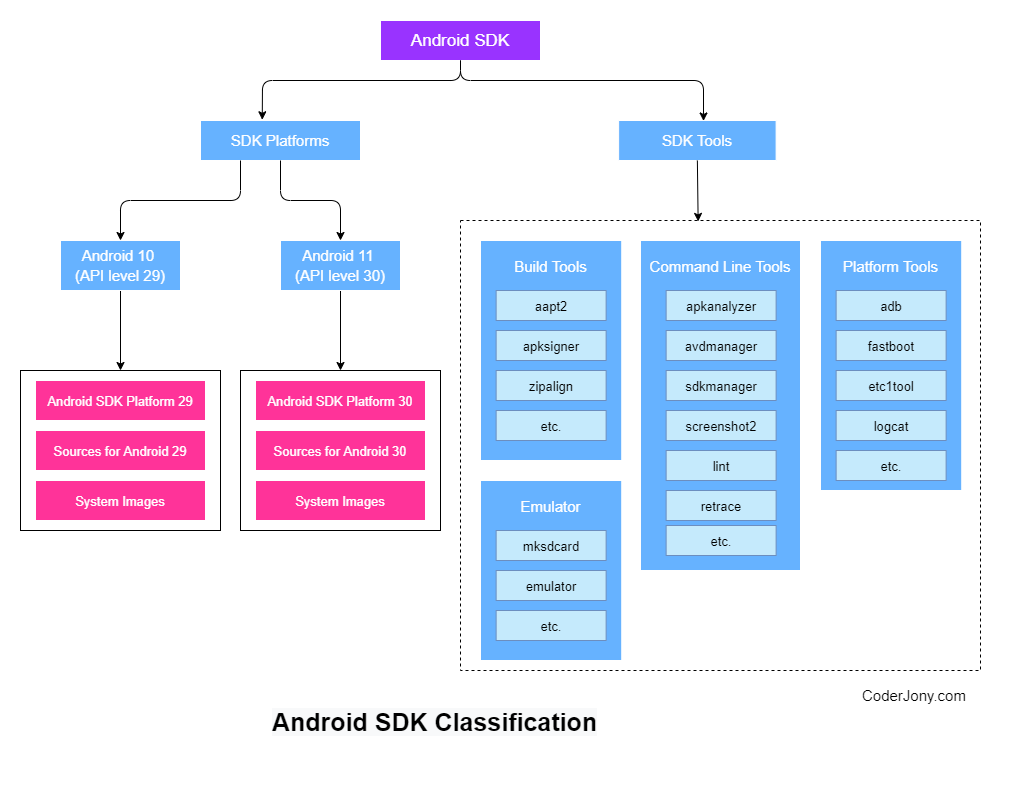 Android SDK
SDK Platforms
SDK Tools
Android 10
(API level 29)
Android 11
(API level 30)
Android SDK Platform 29
Sources for Android 29
System Images
Android SDK Platform 30
Sources for Android 30
System Images
Build Tools
aapt2
apksigner
zipalign
etc.
Emulator
mksdcard
emulator
etc.
Command Line Tools
apkanalyzer
avdmanager
sdkmanager
screenshot2
lint
retrace
etc.
Platform Tools
adb
fastboot
etc1tool
logcat
etc.
CoderJony.com
Android SDK Classification